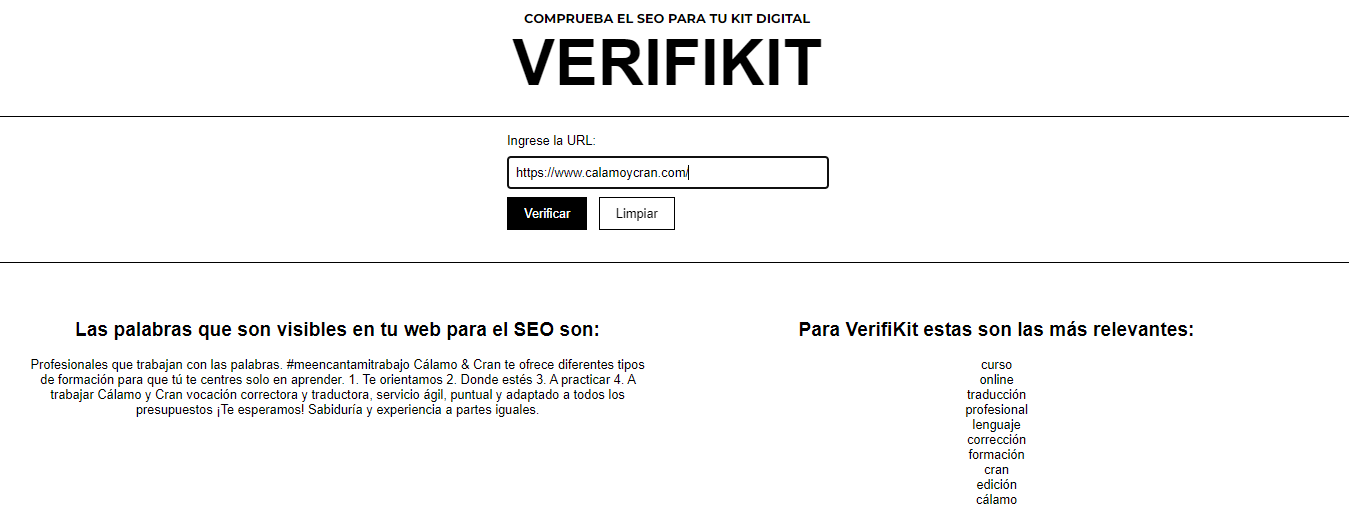 COMPRUEBA EL SEO PARA TU KIT DIGITAL
VERIFIKIT
Ingrese la URL:
https://www.calamoycran.com/
Verificar
Limpiar
Las palabras que son visibles en tu web para el SEO son:
Profesionales que trabajan con las palabras. #meencantamitrabajo Cálamo & Cran te ofrece diferentes tipos
de formación para que tú te centres solo en aprender. 1. Te orientamos 2. Donde estés 3. A practicar 4. A
trabajar Cálamo y Cran vocación correctora y traductora, servicio ágil, puntual y adaptado a todos los
presupuestos ¡Te esperamos! Sabiduría y experiencia a partes iguales.
Para VerifiKit estas son las más relevantes:
curso
online
traducción
profesional
lenguaje
corrección
formación
cran
edición
cálamo